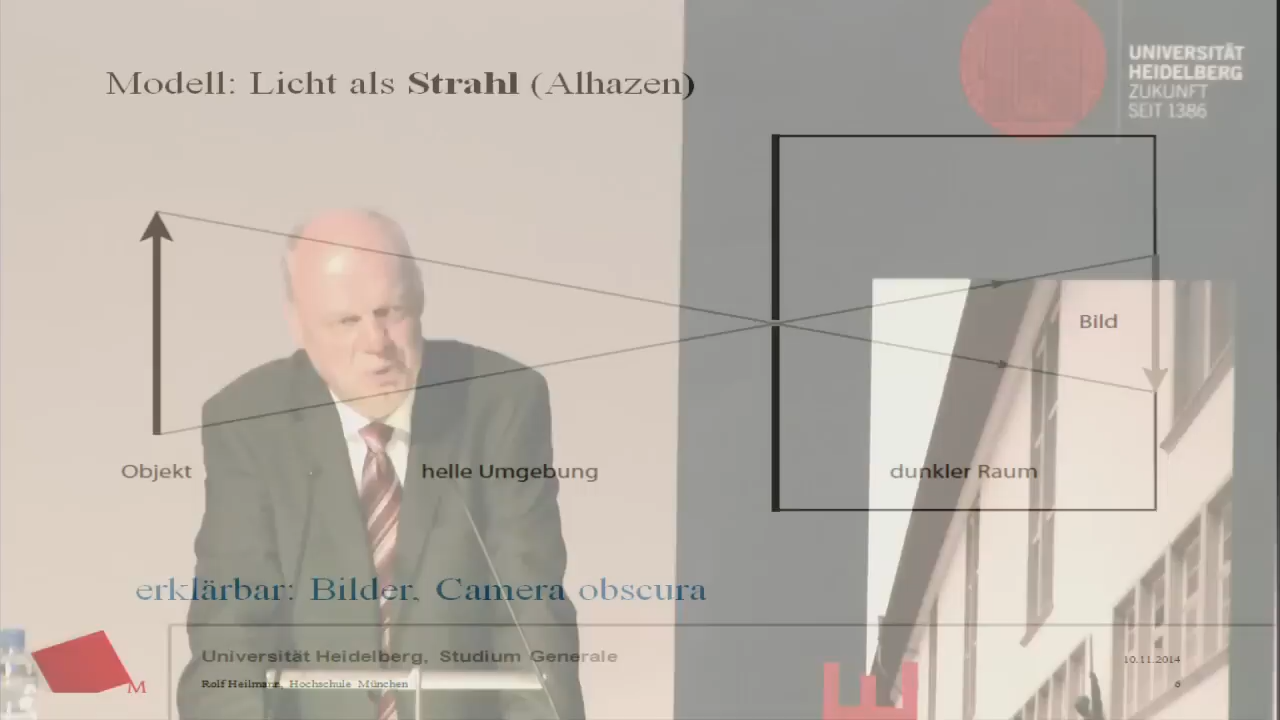 Modell: Licht als Strahl (Alhazen)
UNIVERSITÄT
HEIDELBERG
ZUKUNFT
SEIT 1386
Bild
Objekt
helle Umgebung
dunkler Raum
erklärbar: Bilder, Camera obscura
Universität Heidelberg, Studium Generale
Rolf Heilmann, Hochschule München
10.11.2014
6
M